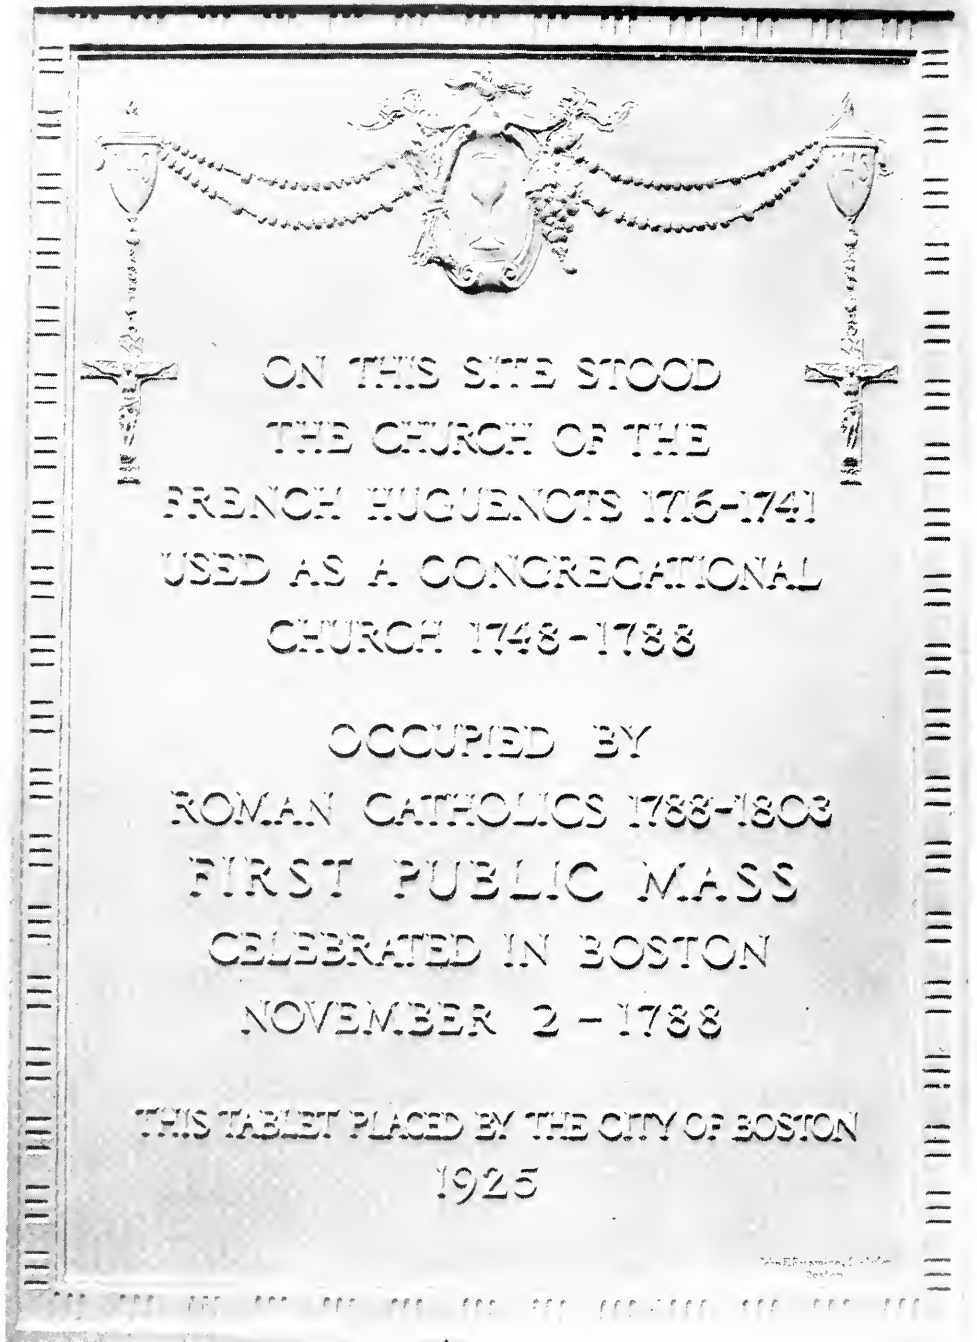 ON THIS SITE STOOD
THE CHURCH OF THE
FRENCH HUGUENOTS 1716-1741
USED AS A CONGREGATIONAL
CHURCH 1748-1788
OCCUPIED BY
ROMAN CATHOLICS 1788-1803
FIRST PUBLIC MASS
CELEBRATED IN BOSTON
NOVEMBER 2-1788
THIS TABLET PLACED BY THE CITY OF BOSTON
1925
Boston